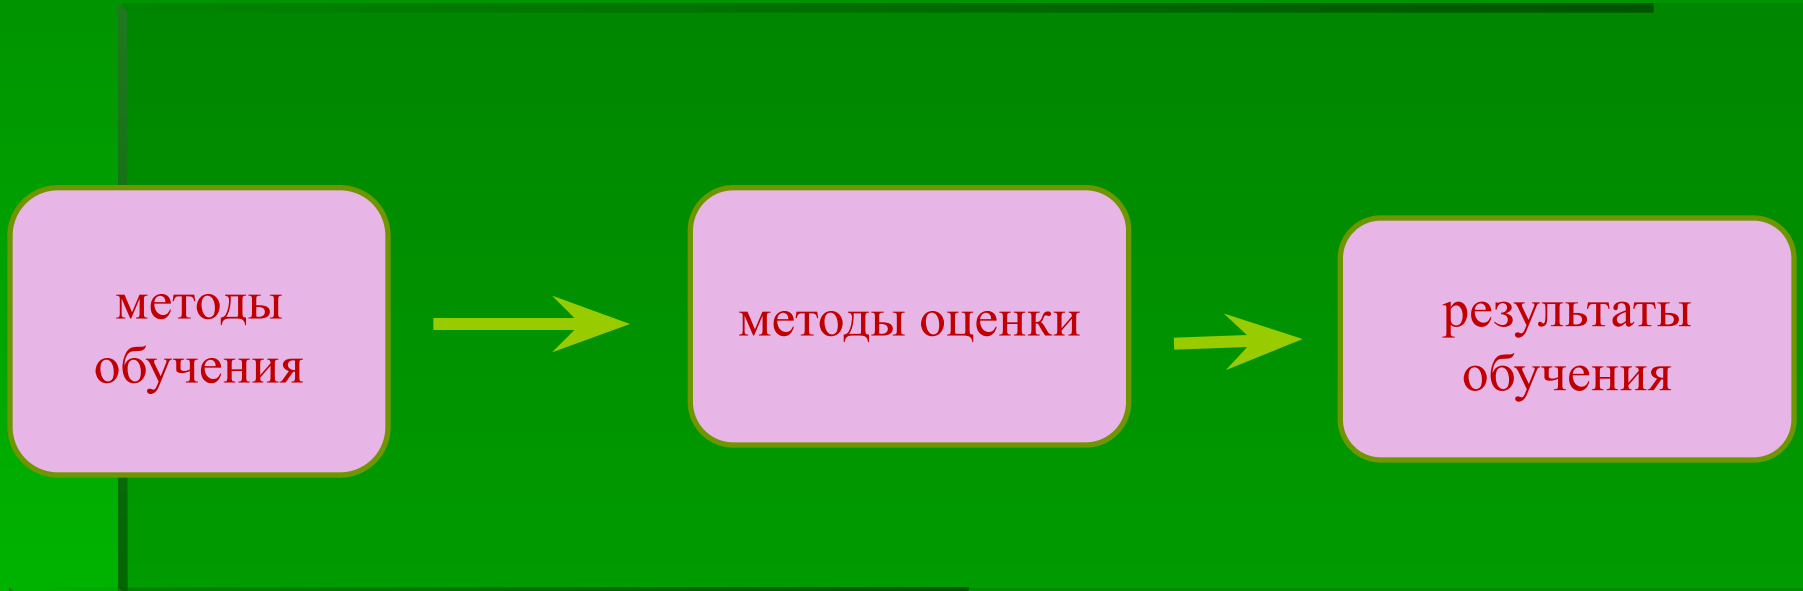 методы
обучения
методы оценки
результаты
обучения